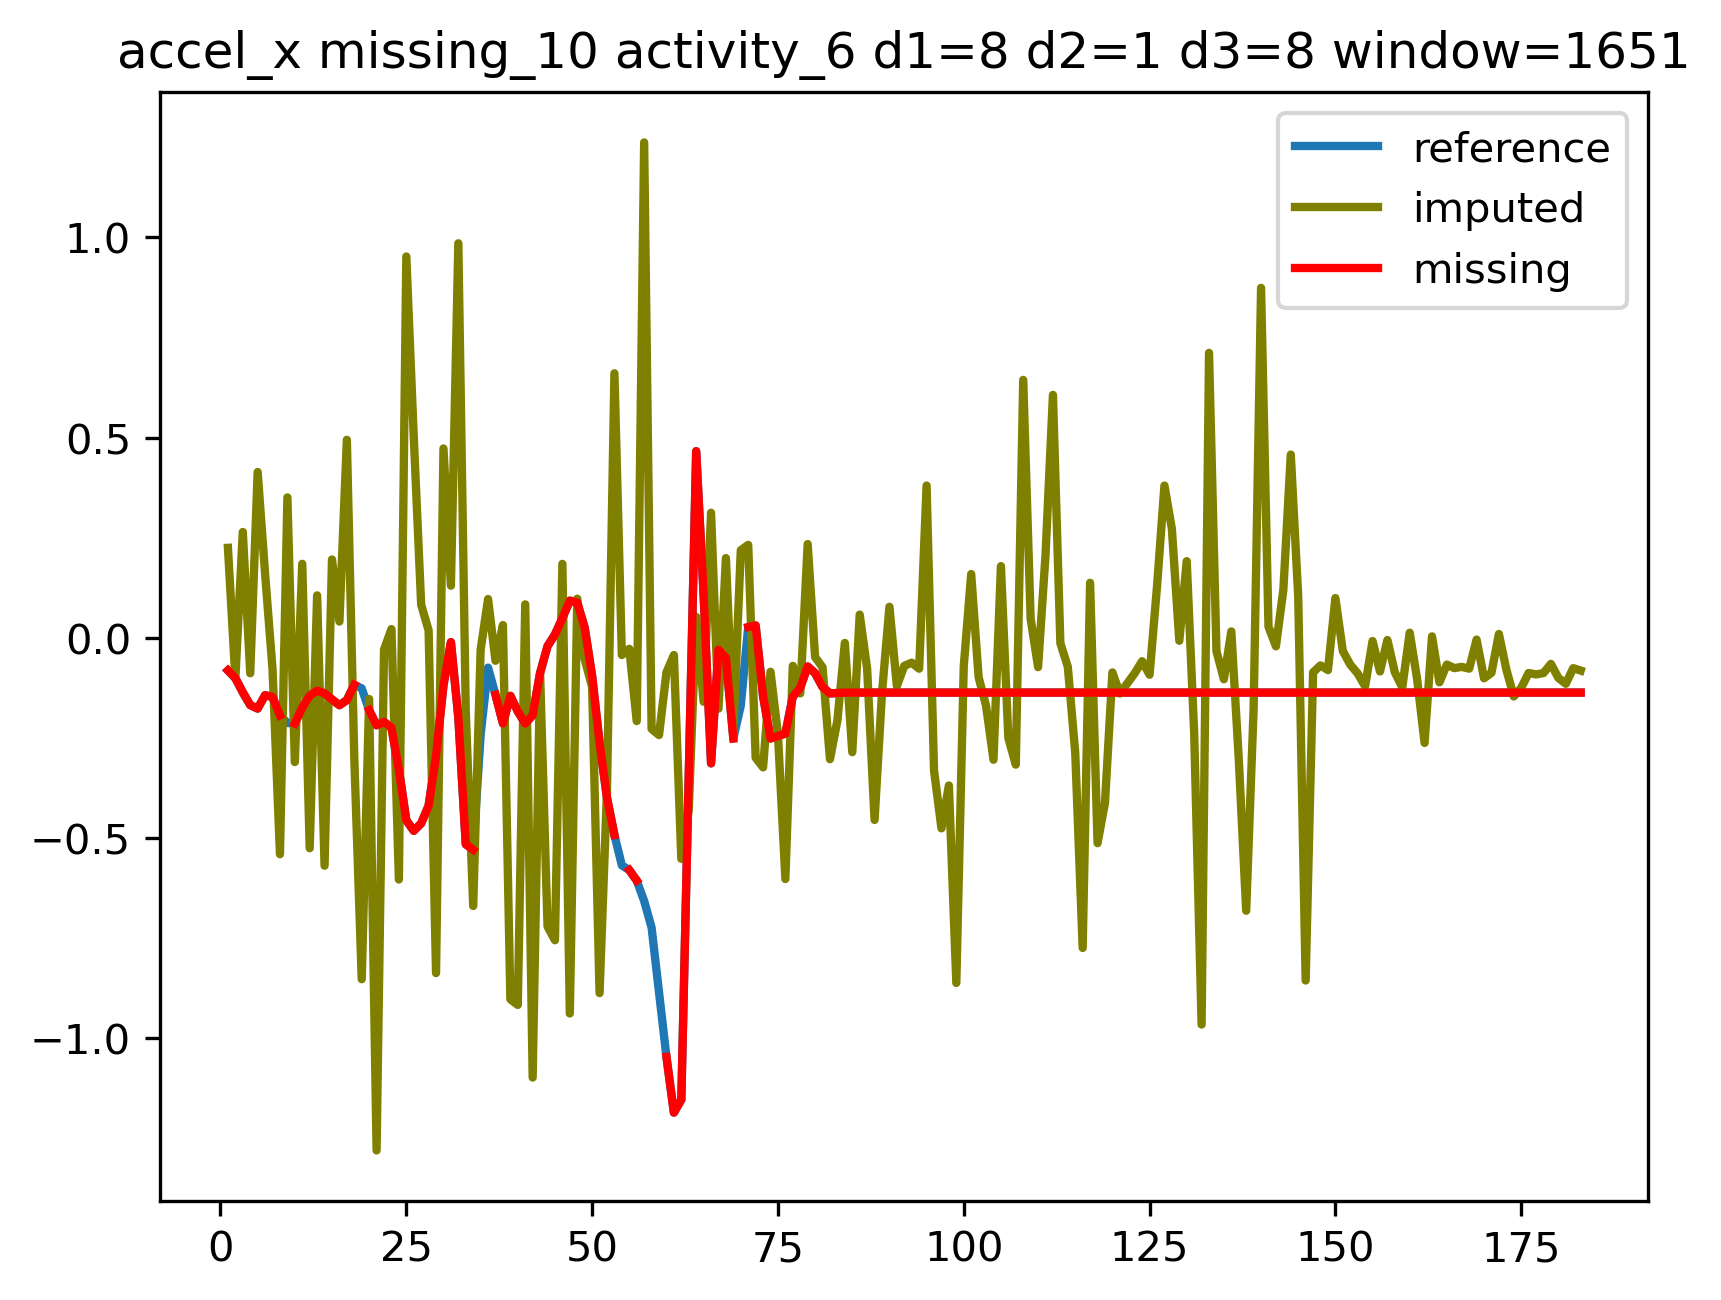 accel_x missing_10 activity_6 d1=8 d2=1 d3=8 window=1651
reference
imputed
missing
1.0
0.5
0.0
−0.5
−1.0
0 25 50 75 100 125 150 175